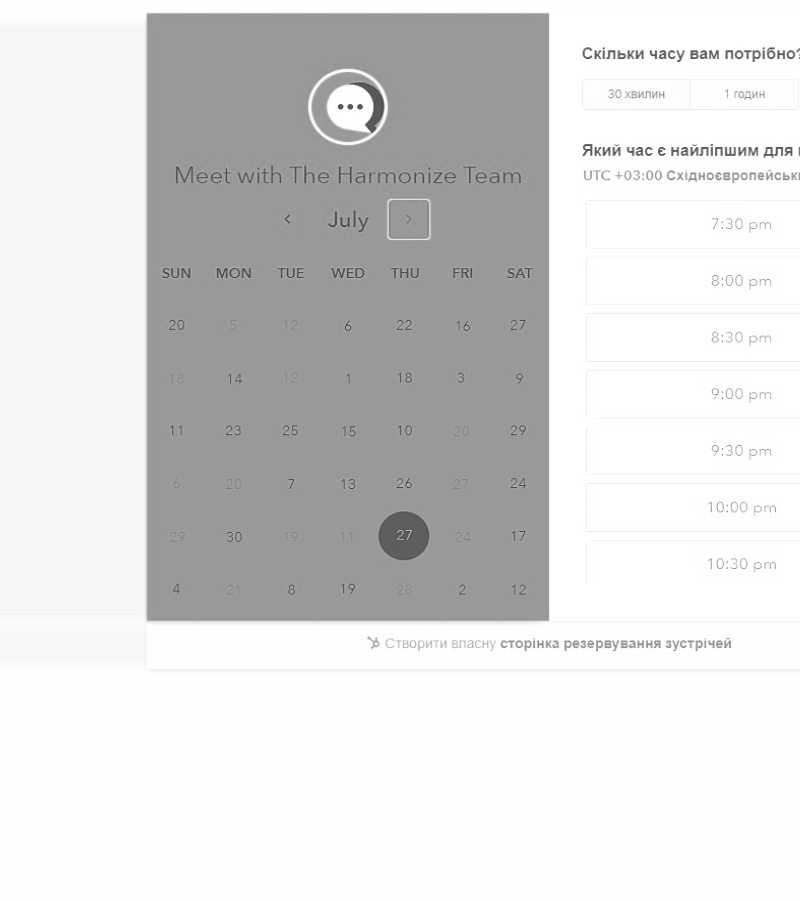 Meet with The Harmonize Team
July
SUN MON TUE WED THU FRI SAT
20 5 12 6 22 16 27
18 14 12 1 18 3 9
11 23 25 15 10 20 29
6 20 7 13 26 27 24
29 30 19 11 27 24 17
4 21 8 19 28 2 12
Скільки часу вам потрібно?
30 хвилин 1 годин
Який час є найліпшим для
UTC +03:00 Східноєвропейськ
7:30 pm
8:00 pm
8:30 pm
9:00 pm
9:30 pm
10:00 pm
10:30 pm
Створити власну сторінка резервування зустрічей